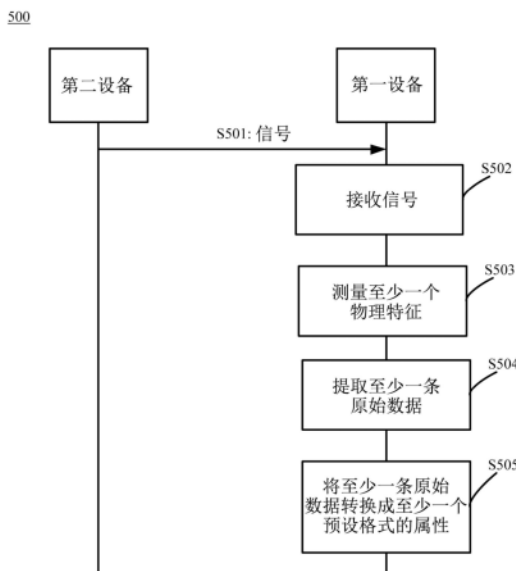 500
第二设备
第一设备
S501: 信号
S502
接收信号
S503
测量至少一个
物理特征
S504
提取至少一条
原始数据
S505
将至少一条原始
数据转换成至少一个
预设格式的属性